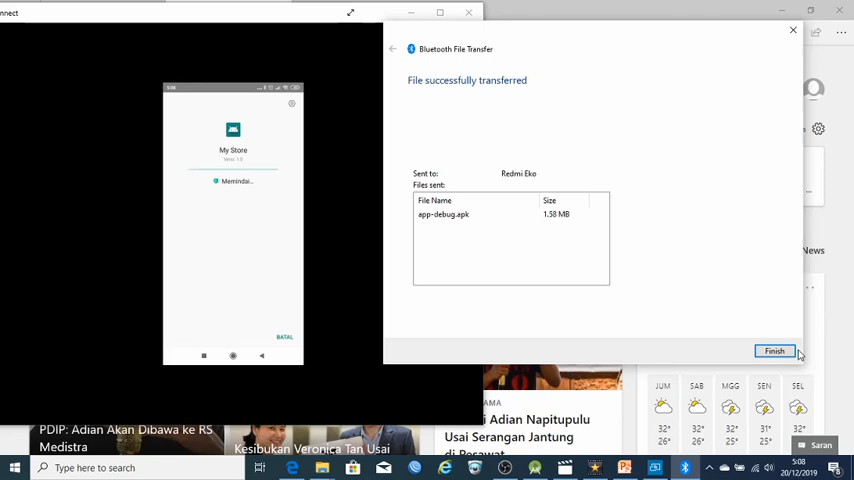 nnect
5:08
My Store
Versi: 1.0
Memindai...
BATAL
Bluetooth File Transfer
File successfully transferred
Sent to:
Redmi Eko
Files sent:
File Name
Size
app-debug.apk
1.58 MB
Finish
News
PDIP: Adian Akan Dibawa ke RS
Medistra
Kesibukan Veronica Tan Usai
AMA
i Adian Napitupulu
Usai Serangan Jantung
di Pesawat
JUM
SAB
MGG
SEN
SEL
32°
32°
32°
31°
32°
26°
26°
26°
25°
25°
Saran
Type here to search
5:08
20/12/2019